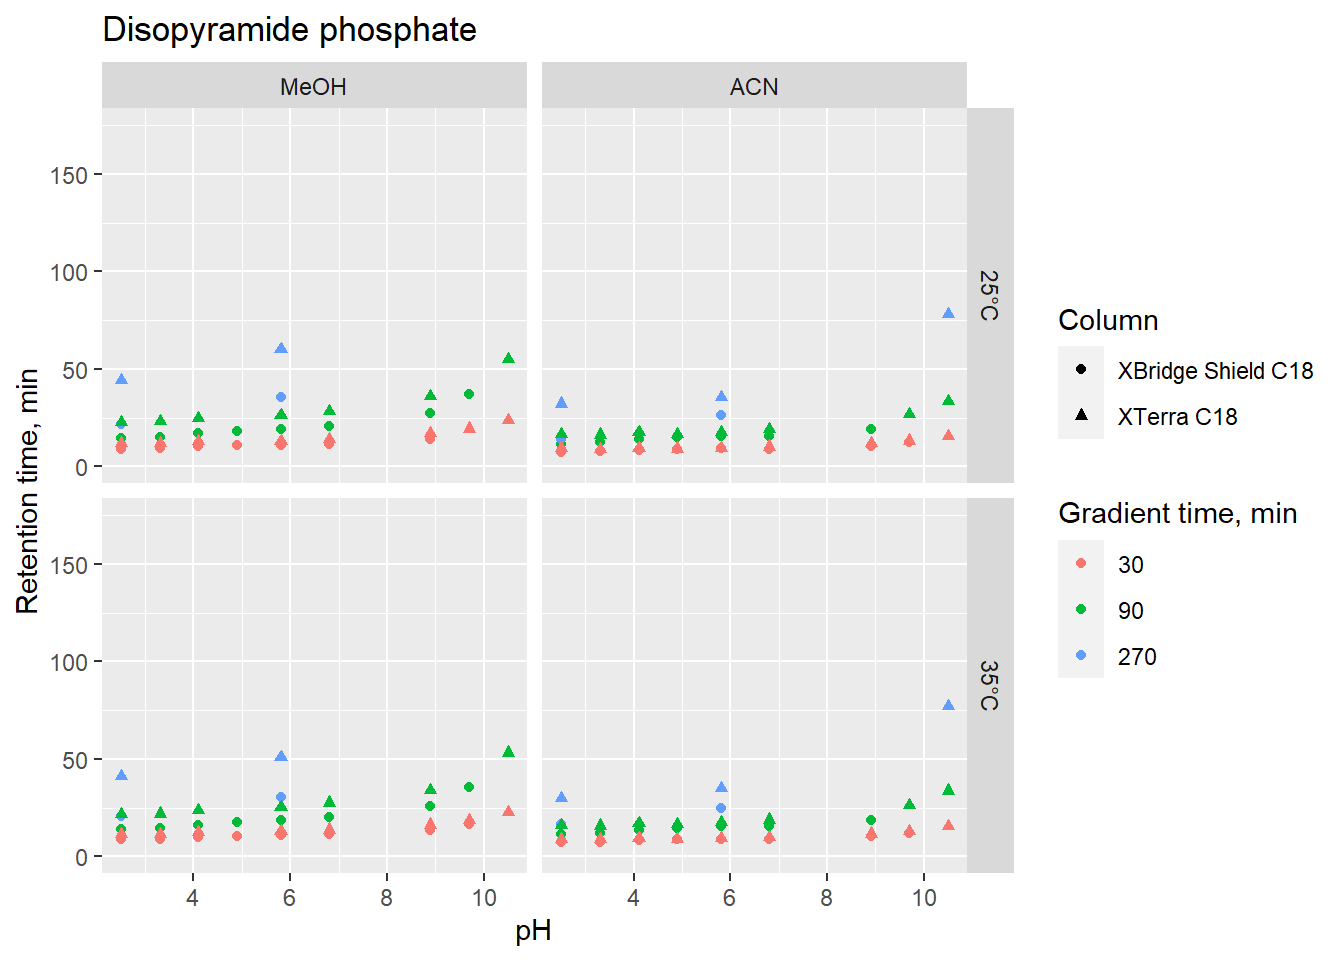 Disopyramide phosphate
MeOH
ACN
150
100
50
0
25°C
150
100
50
0
35°C
4
6
8
10
4
6
8
10
pH
Retention time, min
Column
XBridge Shield C18
XTerra C18
Gradient time, min
30
90
270